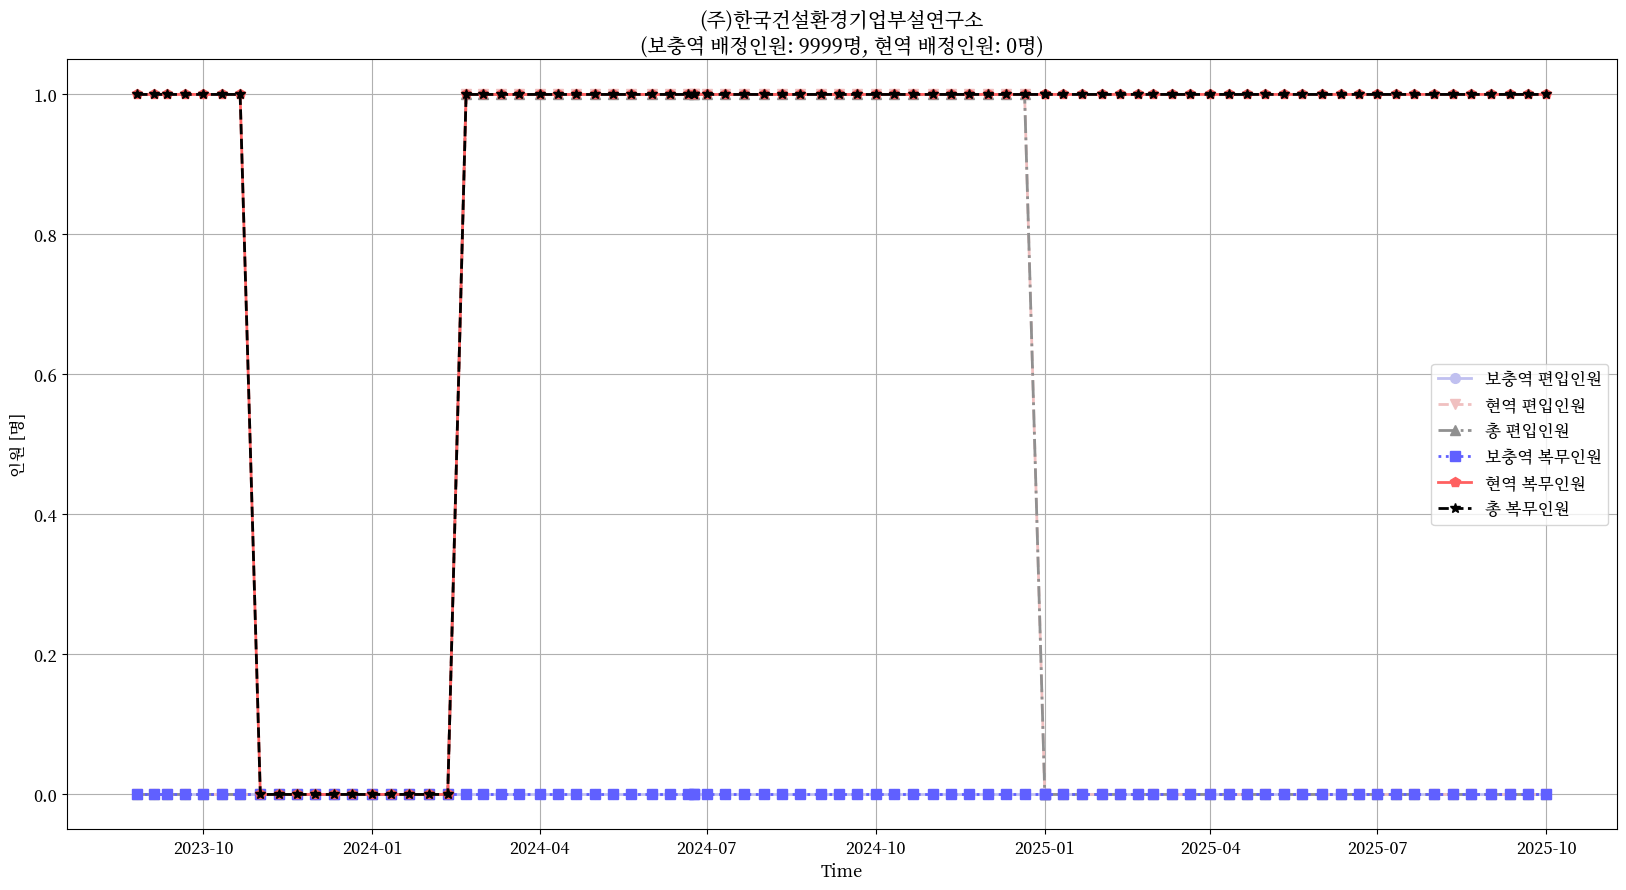 (주)한국건설환경기업부설연구소
(보충역 배정인원: 9999명, 현역 배정인원: 0명)
1.0
0.8
0.6
0.4
0.2
0.0
인원 [명]
보충역 편입인원
현역 편입인원
총 편입인원
보충역 복무인원
현역 복무인원
총 복무인원
2023-10
2024-01
2024-04
2024-07
2024-10
2025-01
2025-04
2025-07
2025-10
Time